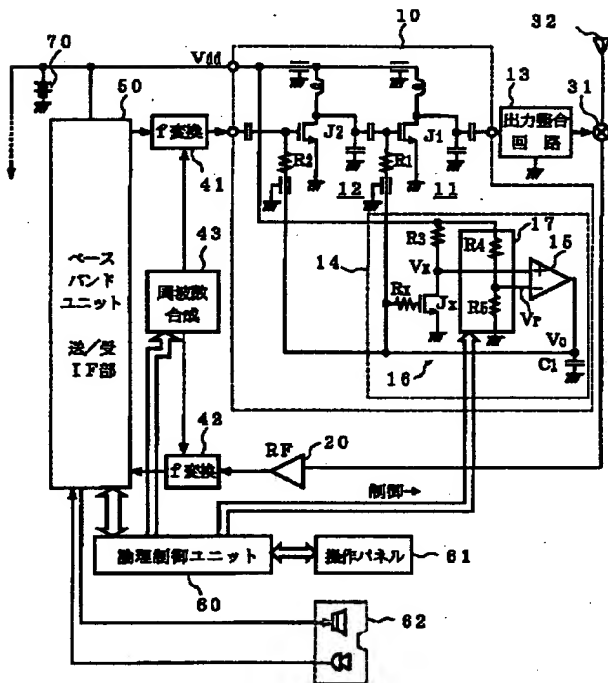 10
32
70
Vdd
50
13
31
f変換
J2
J1
出力整合
回路
41
R2
R1
12
11
43
17
R3
R4
15
14
Vx
ベース
バンド
ユニット
周波数
合成
Rx
Jx
R5
Vr
Vo
送/受
IF部
16
C1
42
20
RF
f変換
制御→
論理制御ユニット
操作パネル
61
60
62